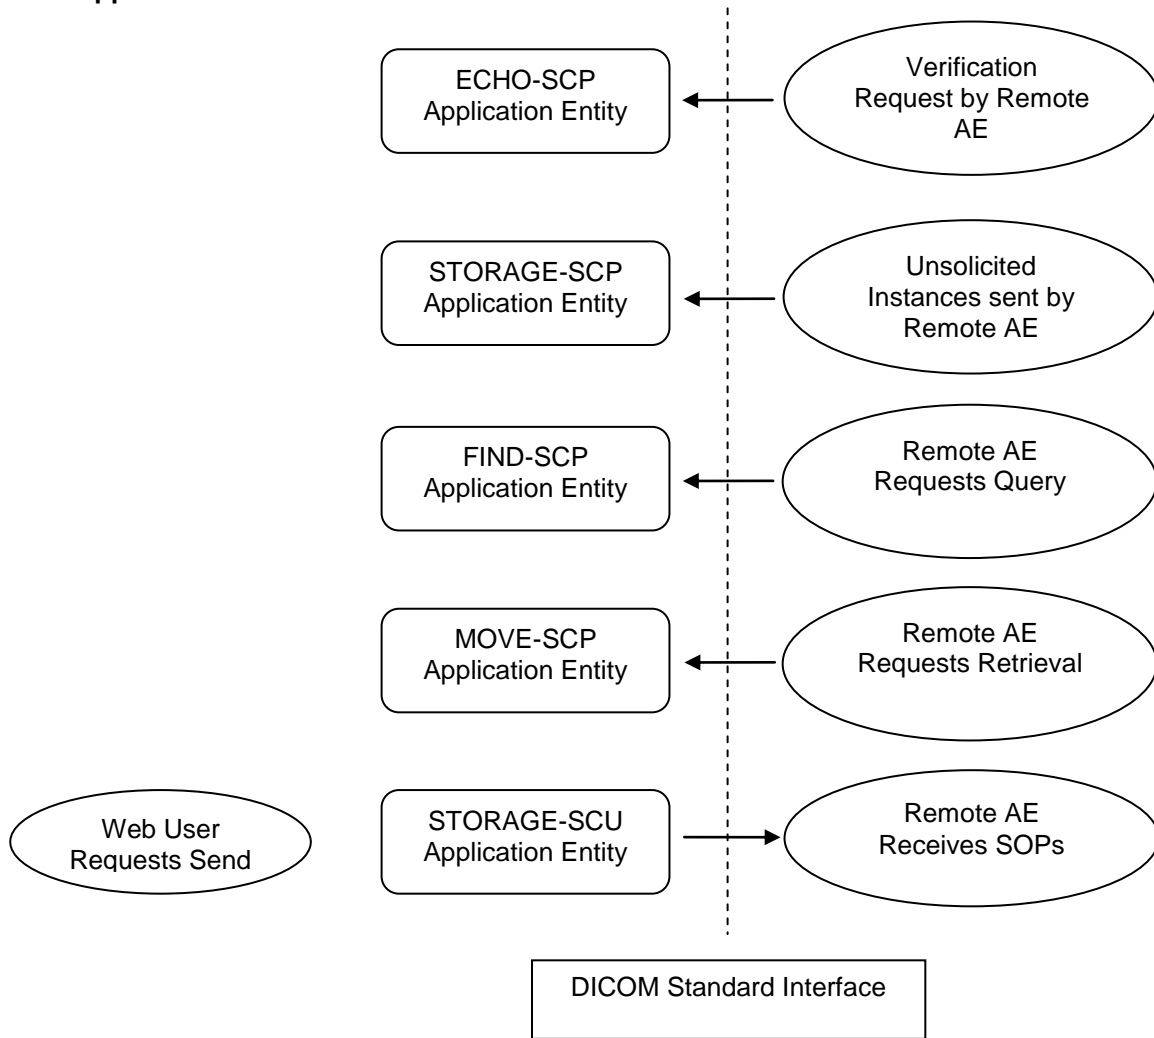 ECHO-SCP
Application Entity
Verification
Request by Remote
AE
STORAGE-SCP
Application Entity
Unsolicited
Instances sent by
Remote AE
FIND-SCP
Application Entity
Remote AE
Requests Query
MOVE-SCP
Application Entity
Remote AE
Requests Retrieval
Web User
Requests Send
STORAGE-SCU
Application Entity
Remote AE
Receives SOPs
DICOM Standard Interface